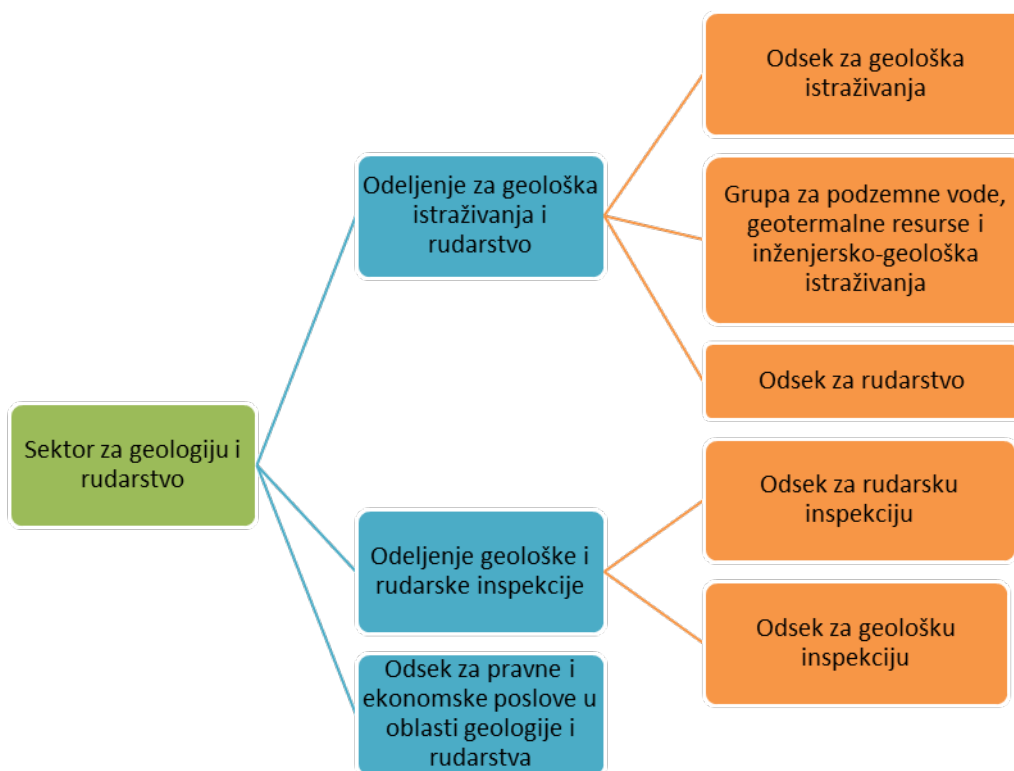 Odsek za geološka
istraživanja
Odeljenje za geološka
istraživanja i
rudarstvo
Grupa za podzemne vode,
geotermalne resurse i
inženjersko-geološka
istraživanja
Odsek za rudarstvo
Sektor za geologiju i
rudarstvo
Odsek za rudarsku
inspekciju
Odeljenje geološke i
rudarske inspekcije
Odsek za geološku
inspekciju
Odsek za pravne i
ekonomske poslove u
oblasti geologije i
rudarstva